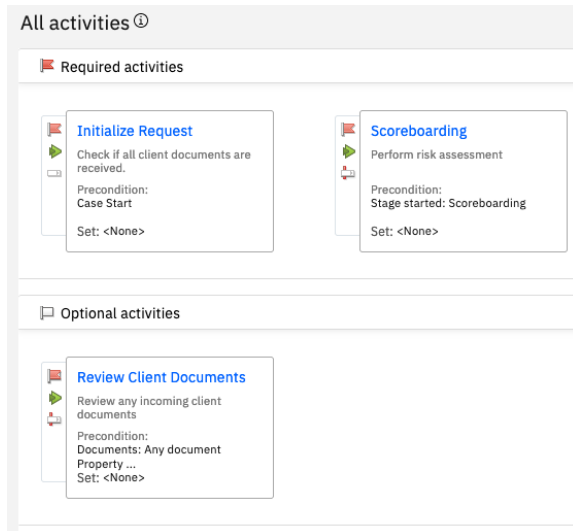 All activities
Required activities
Initialize Request
Check if all client documents are
received.
Precondition:
Case Start
Set: <None>
Scoreboarding
Perform risk assessment
Precondition:
Stage started: Scoreboarding
Set: <None>
Optional activities
Review Client Documents
Review any incoming client
documents
Precondition:
Documents: Any document
Property ...
Set: <None>